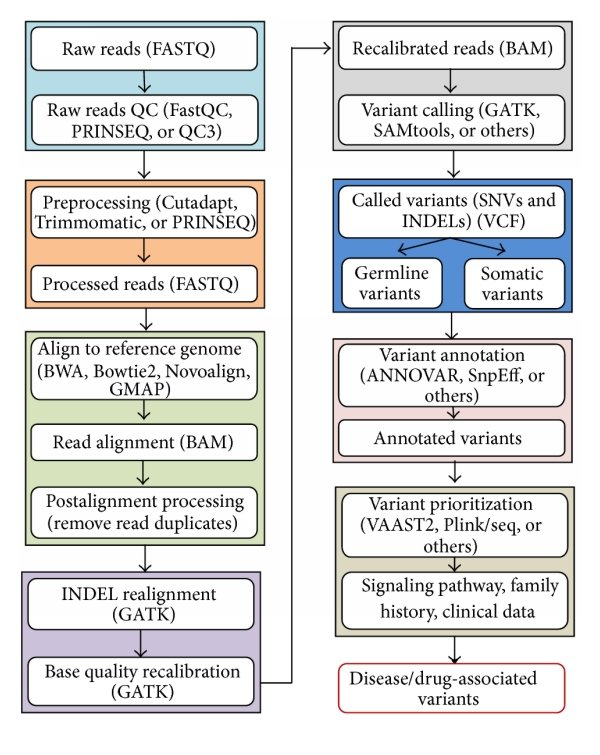 Raw reads (FASTQ)
Raw reads QC (FastQC,
PRINSEQ, or QC3)
Preprocessing (Cutadapt,
Trimmomatic, or PRINSEQ)
Processed reads (FASTQ)
Align to reference genome
(BWA, Bowtie2, Novoalign,
GMAP)
Read alignment (BAM)
Postalignment processing
(remove read duplicates)
INDEL realignment
(GATK)
Base quality recalibration
(GATK)
Recalibrated reads (BAM)
Variant calling (GATK,
SAMtools, or others)
Called variants (SNVs and
INDELs) (VCF)
Germline
variants
Somatic
variants
Variant annotation
(ANNOVAR, SnpEff, or
others)
Annotated variants
Variant prioritization
(VAAST2, Plink/seq, or
others)
Signaling pathway, family
history, clinical data
Disease/drug-associated
variants